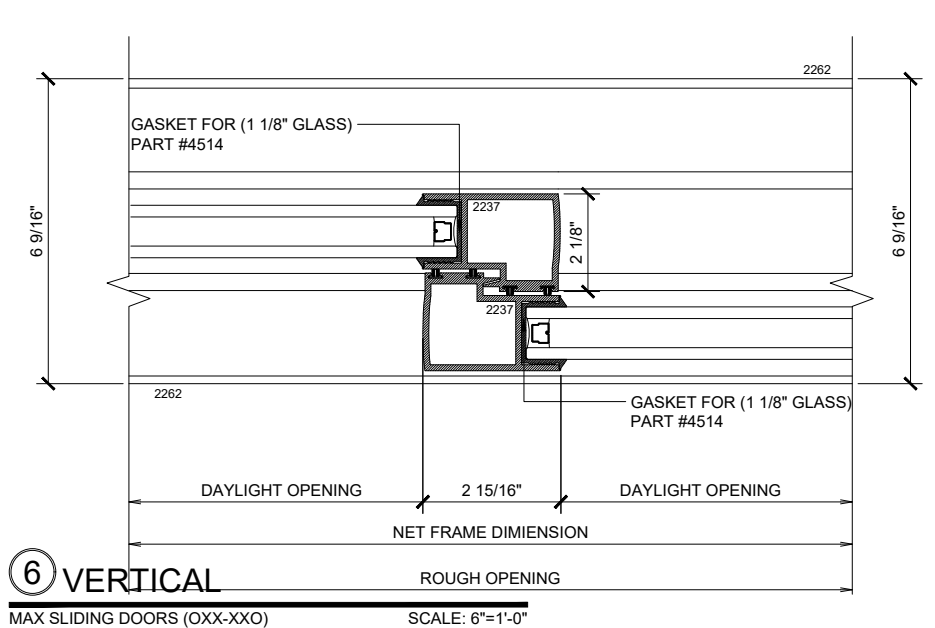 2262
GASKET FOR (1 1/8" GLASS)
PART #4514
2237
2 1/8"
6 9/16"
6 9/16"
2237
2262
GASKET FOR (1 1/8" GLASS)
PART #4514
DAYLIGHT OPENING
2 15/16"
DAYLIGHT OPENING
NET FRAME DIMIENSION
6 VERTICAL
ROUGH OPENING
MAX SLIDING DOORS (OXX-XXO)
SCALE: 6"=1'-0"